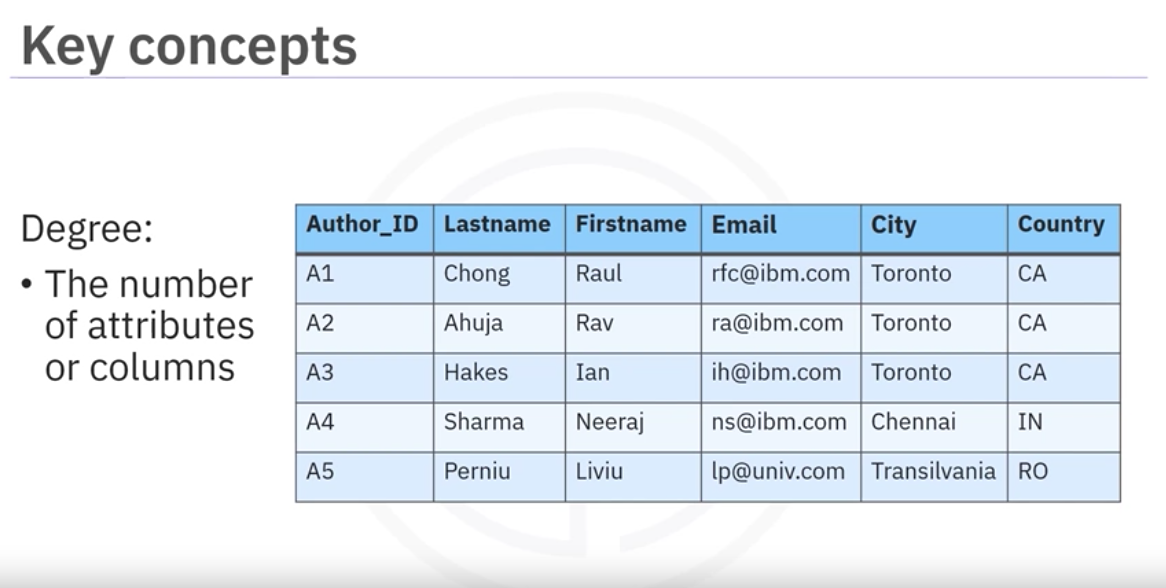 Key concepts
Degree:
• The number
of attributes
or columns
Author_ID Lastname Firstname Email City Country
A1 Chong Raul rfc@ibm.com Toronto CA
A2 Ahuja Rav ra@ibm.com Toronto CA
A3 Hakes Ian ih@ibm.com Toronto CA
A4 Sharma Neeraj ns@ibm.com Chennai IN
A5 Perniu Liviu lp@univ.com Transilvania RO